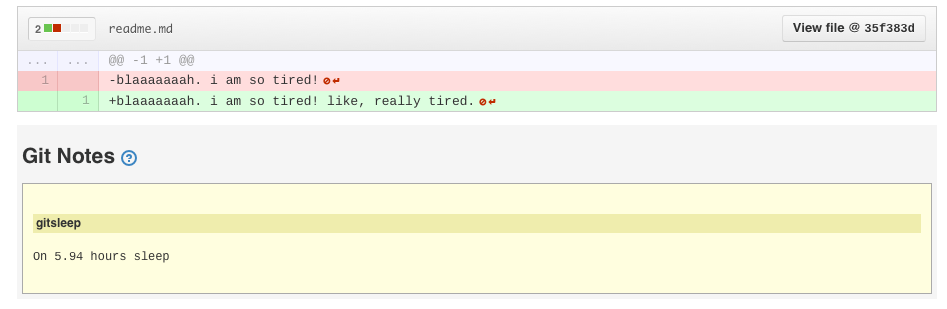 2 readme.md View file @ 35f383d
... ... @@ -1 +1 @@
1 -blaaaaaaah. i am so tired!
1 +blaaaaaaah. i am so tired! like, really tired.
Git Notes ?
gitsleep
On 5.94 hours sleep